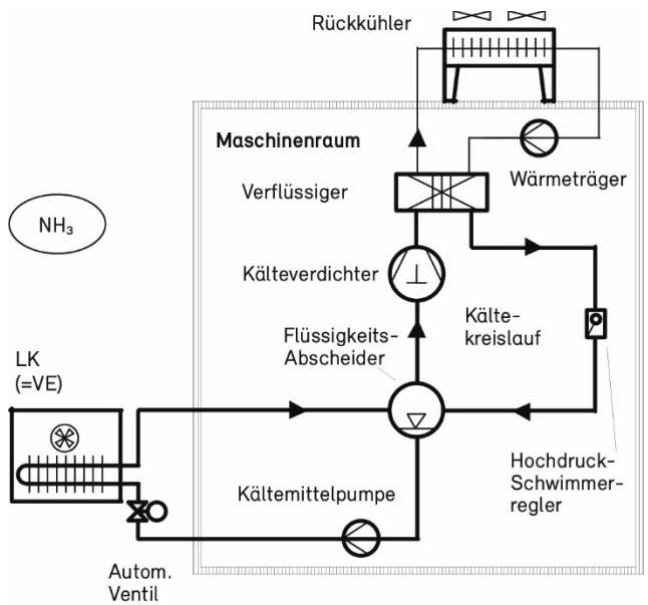 Rückkühler
Maschinenraum
Wärmeträger
Verflüssiger
NH₃
Kälteverdichter
Kälte-
kreislauf
Flüssigkeits-
Abscheider
LK
(=VE)
Hochdruck-
Schwimmer-
regler
Kältemittelpumpe
Autom.
Ventil